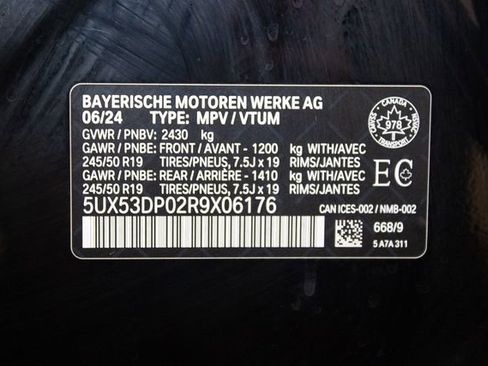 BAYERISCHE MOTOREN WERKE AG
06/24 TYPE: MPV / VTUM
GVWR / PNBV: 2430 kg
GAWR / PNBE: FRONT / AVANT - 1200 kg WITH/AVEC
245/50 R19 TIRES/PNEUS, 7.5J x 19 RIMS/JANTES
GAWR / PNBE: REAR / ARRIÈRE - 1410 kg WITH/AVEC
245/50 R19 TIRES/PNEUS, 7.5J x 19 RIMS/JANTES
5UX53DP02R9X06176
CANADA
978
TRANSPORT
EC
CAN ICES-002 / NMB-002
668/9
5 A7A 311